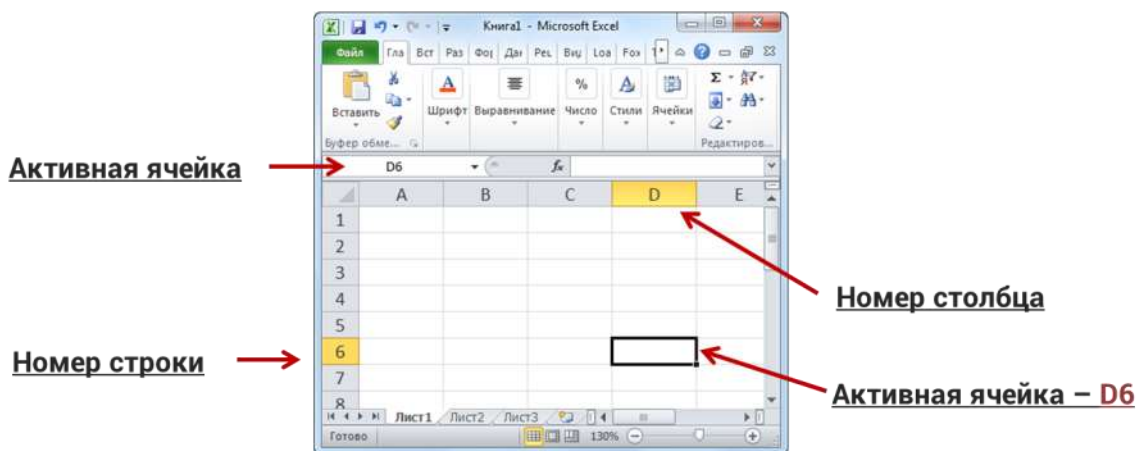 Книга1 - Microsoft Excel
Файл Гла Вст Раз Фор Дан Рец Вид Loa Fox
Вставить Шрифт Выравнивание Число Стили Ячейки
Буфер обме... Редактиров...
Активная ячейка
D6
A B C D E
1
2
3
4
Номер столбца
5
6
Номер строки
7
Активная ячейка – D6
8
Лист1 Лист2 Лист3
Готово 130%